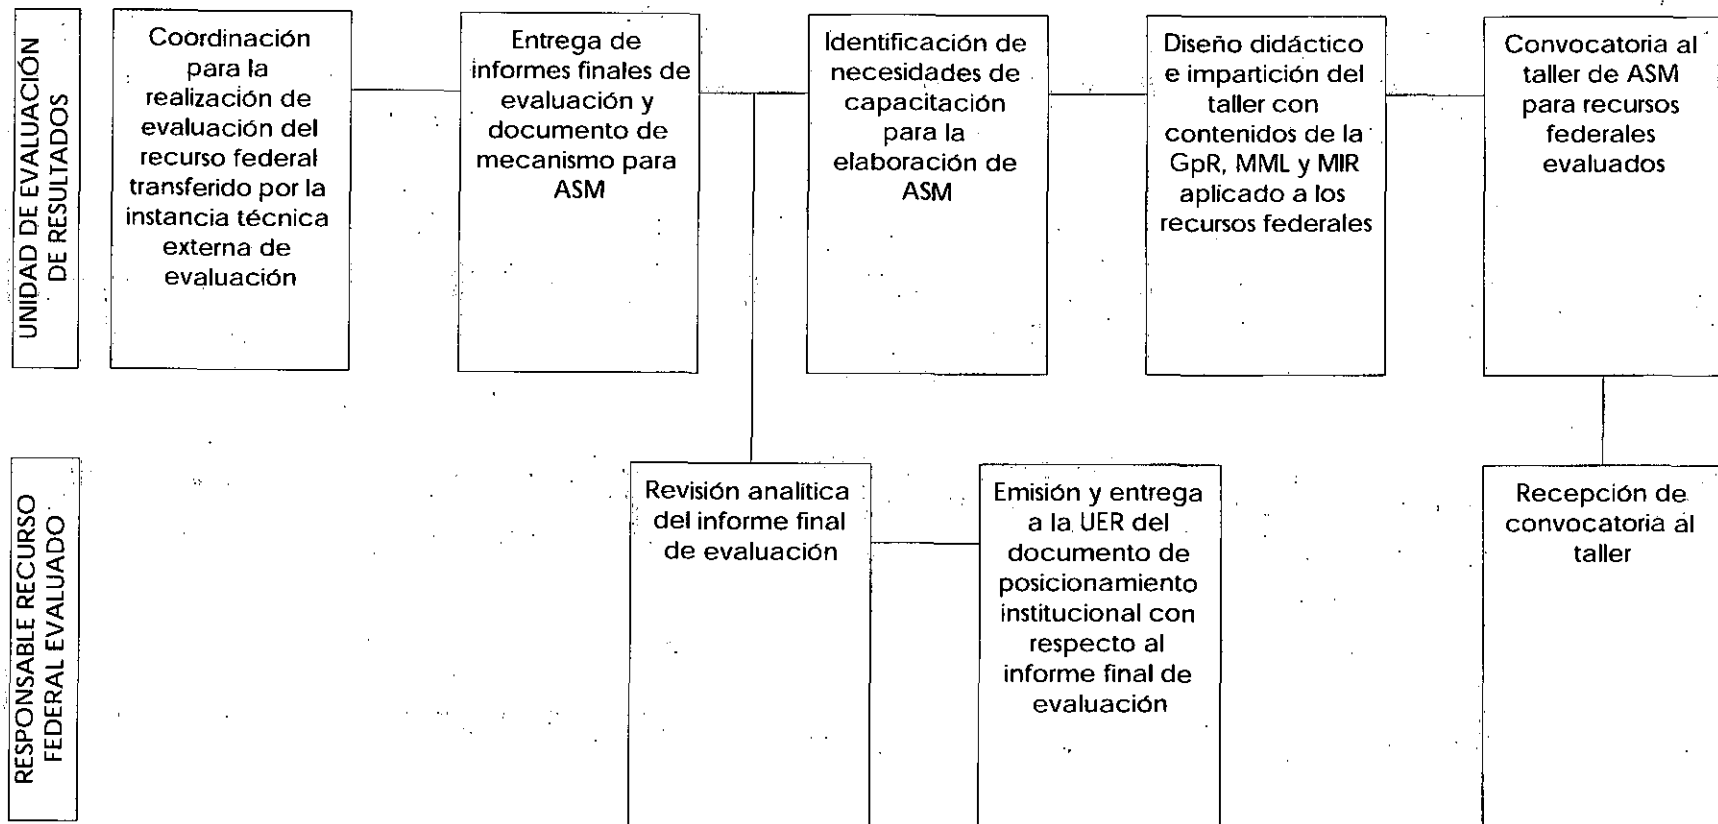 UNIDAD DE EVALUACIÓN
DE RESULTADOS
Coordinación
para la
realización de
evaluación del
recurso federal
transferido por la
instancia técnica
externa de
evaluación
Entrega de
informes finales de
evaluación y
documento de
mecanismo para
ASM
Identificación de
necesidades de
capacitación
para la
elaboración de
ASM
Diseño didáctico
e impartición del
taller con
contenidos de la
GpR, MML y MIR
aplicado a los
recursos federales
Convocatoria al
taller de ASM
para recursos
federales
evaluados
RESPONSABLE RECURSO
FEDERAL EVALUADO
Revisión analítica
del informe final
de evaluación
Emisión y entrega
a la UER del
documento de
posicionamiento
institucional con
respecto al
informe final de
evaluación
Recepción de
convocatoria al
taller